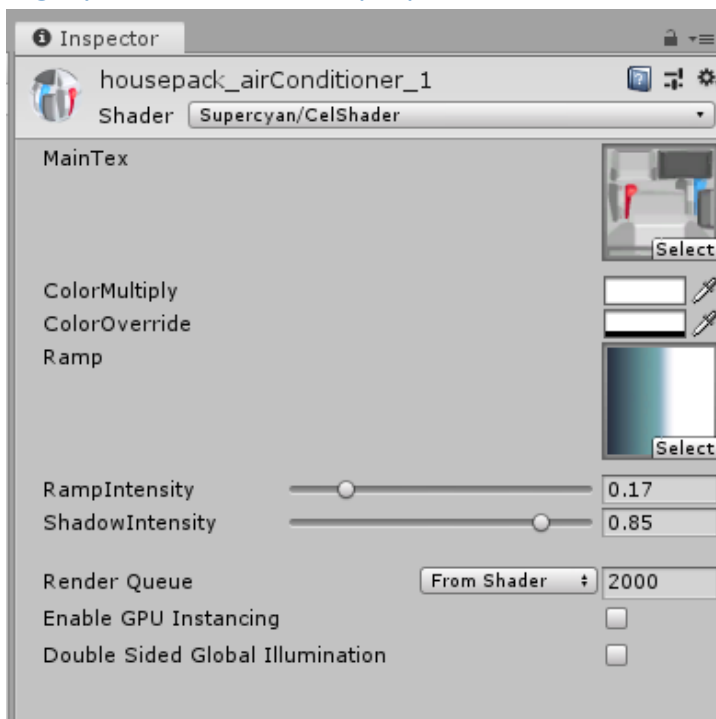 Inspector
housepack_airConditioner_1
Shader Supercyan/CelShader
MainTex
Select
ColorMultiply
ColorOverride
Ramp
Select
RampIntensity 0.17
ShadowIntensity 0.85
Render Queue From Shader 2000
Enable GPU Instancing
Double Sided Global Illumination